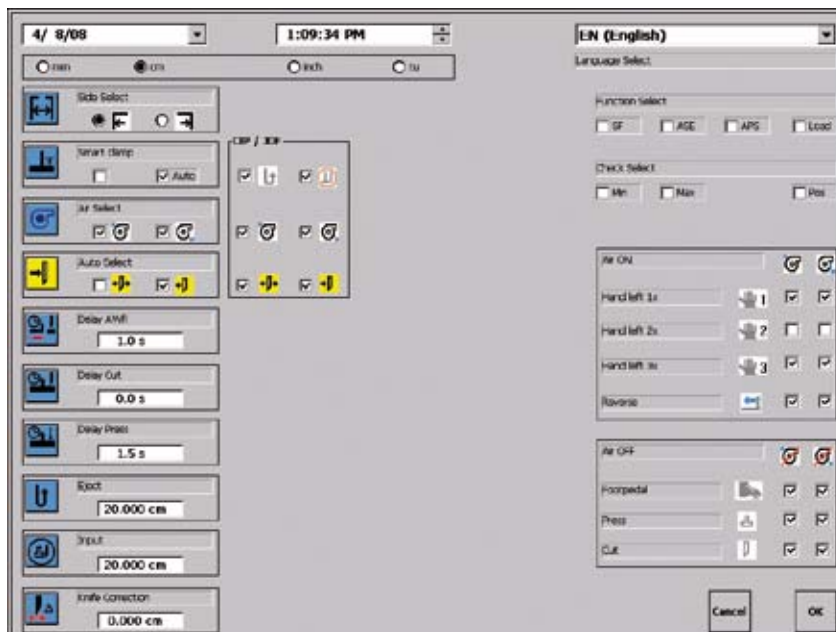 4/ 8/08
1:09:34 PM
EN (English)
mm cm inch
Language Select
Side Select
Function Select
SF ASE APS Load
CBP / JDF
Smart clamp
Auto
Check Select
Min Max Pos
Air Select
Auto Select
Air ON
Hand left 1x 1
Hand left 2x 2
Hand left 3x 3
Reverse
Delay AWR
1.0 s
Delay Cut
0.0 s
Delay Press
1.5 s
Air OFF
Footpedal
Press
Cut
Eject
20.000 cm
Input
20.000 cm
Knife Correction
0.000 cm
Cancel OK